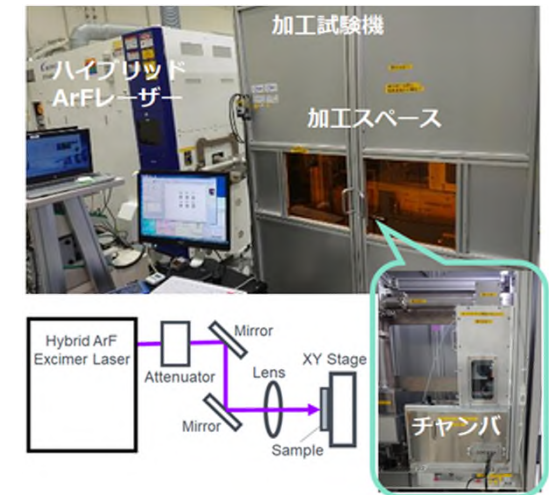 加工試験機
ハイブリッド
ArFレーザー
加工スペース
Hybrid ArF
Excimer Laser
Attenuator
Mirror
Mirror
Lens
XY Stage
Sample
チャンバ